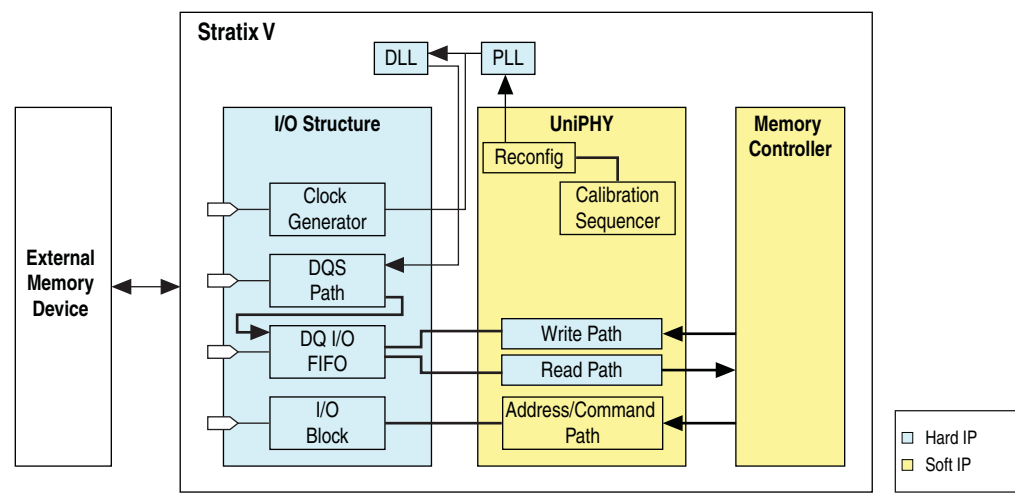 Stratix V
DLL
PLL
I/O Structure
UniPHY
Memory
Controller
Reconfig
Clock
Generator
Calibration
Sequencer
External
Memory
Device
DQS
Path
DQ I/O
FIFO
Write Path
Read Path
I/O
Block
Address/Command
Path
Hard IP
Soft IP